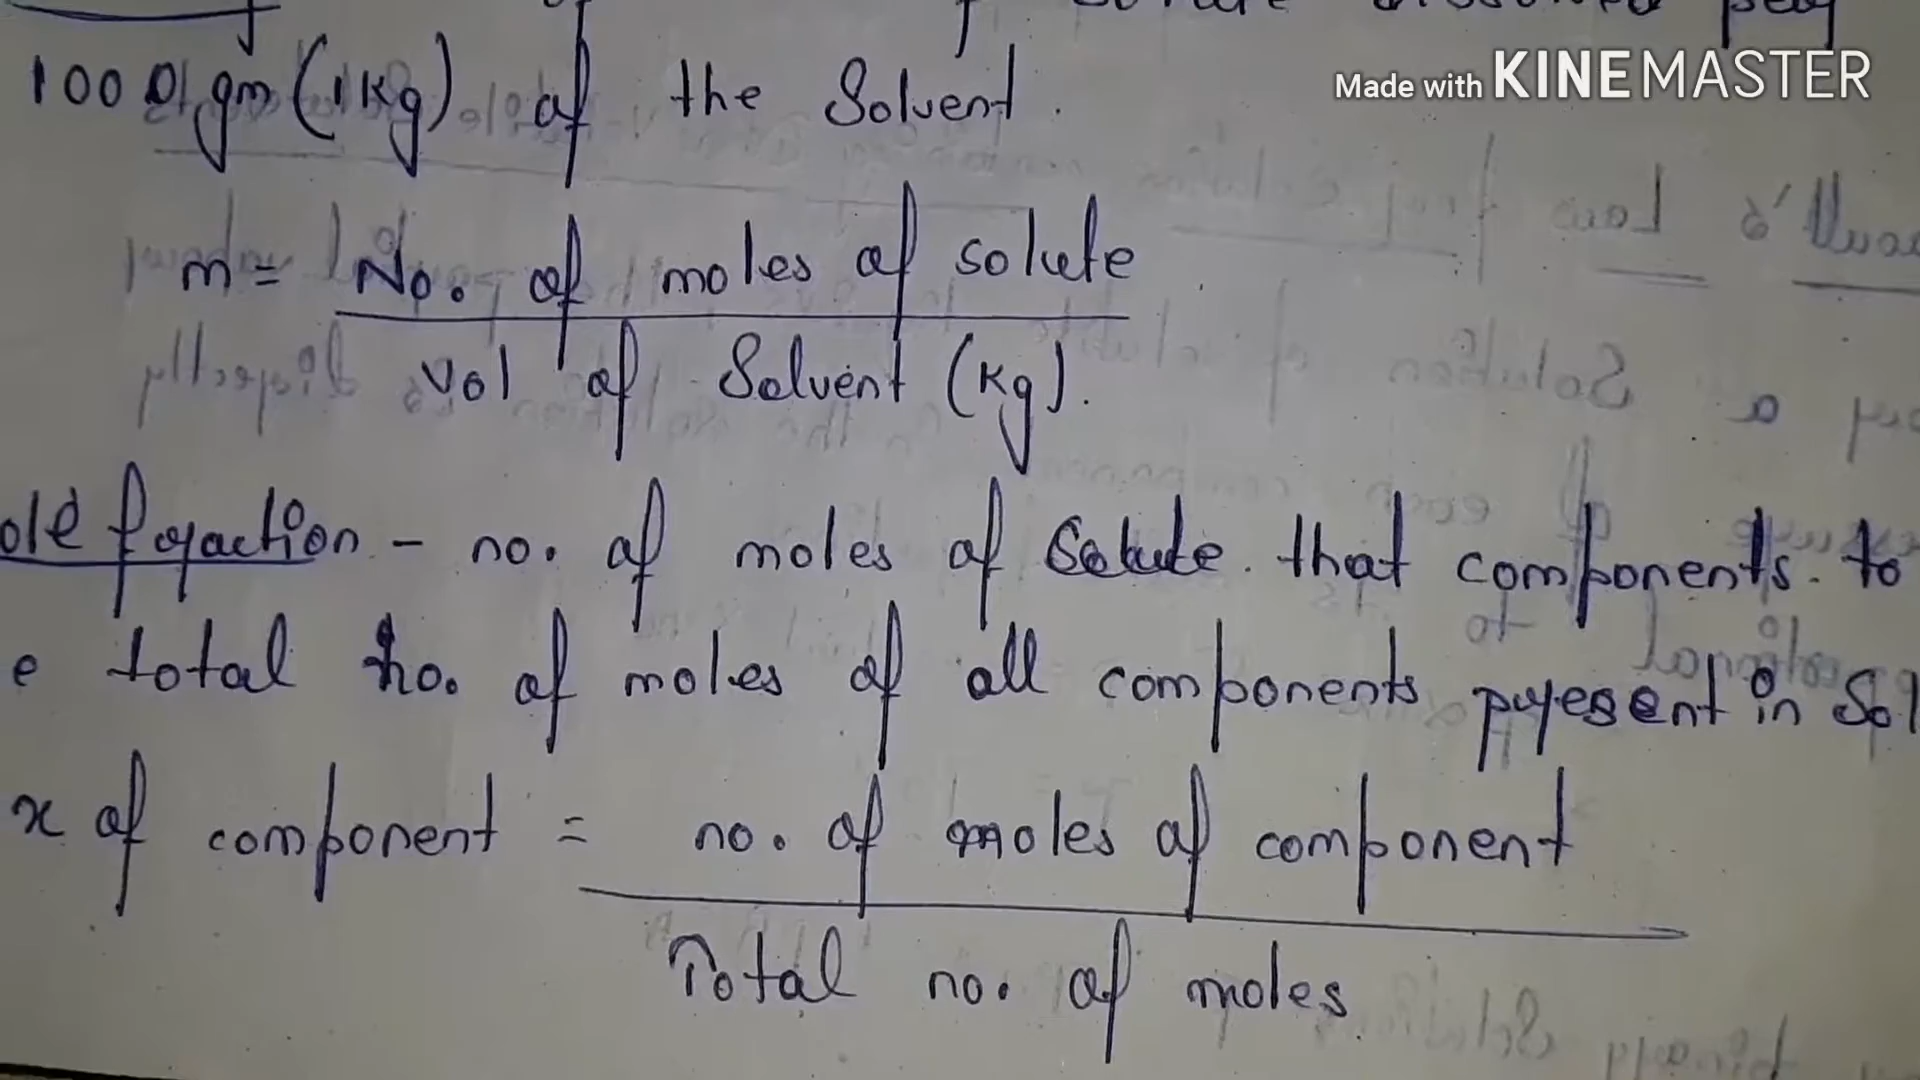 1000 gm (1 Kg) of the Solvent.
Made with KINEMASTER
m = No. of moles of solute
vol of Solvent (Kg).
ole fraction - no. of moles of Solute. that components. to
e total no. of moles of all components present in Sol
x of component = no. of moles of component
Total no. of moles.